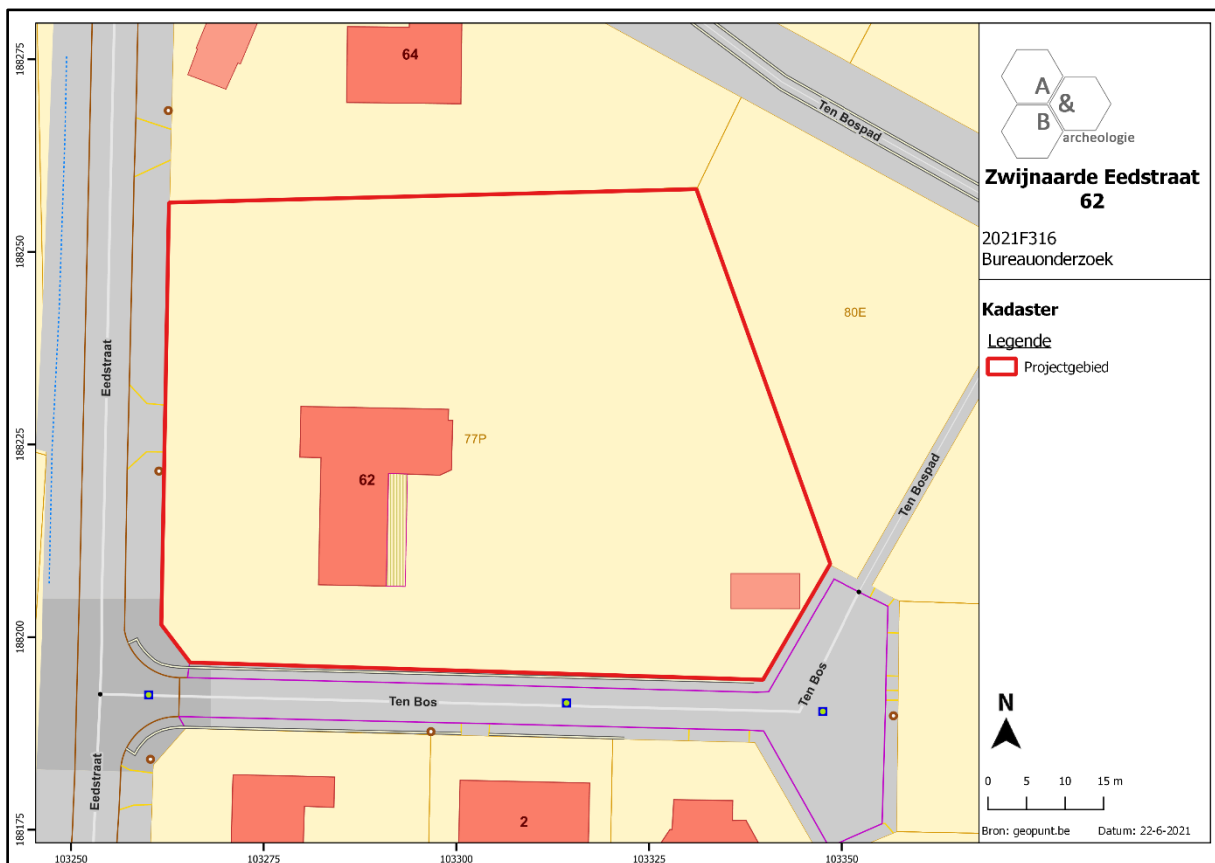 188275
188250
188225
188200
188175
103250
103275
103300
103325
103350
64
Ten Bospad
80E
Eedstraat
77P
62
Ten Bospad
Ten Bos
Ten Bos
Eedstraat
2
A
&
B
archeologie
Zwijnaarde Eedstraat
62
2021F316
Bureauonderzoek
Kadaster
Legende
Projectgebied
N
0 5 10 15 m
Bron: geopunt.be Datum: 22-6-2021